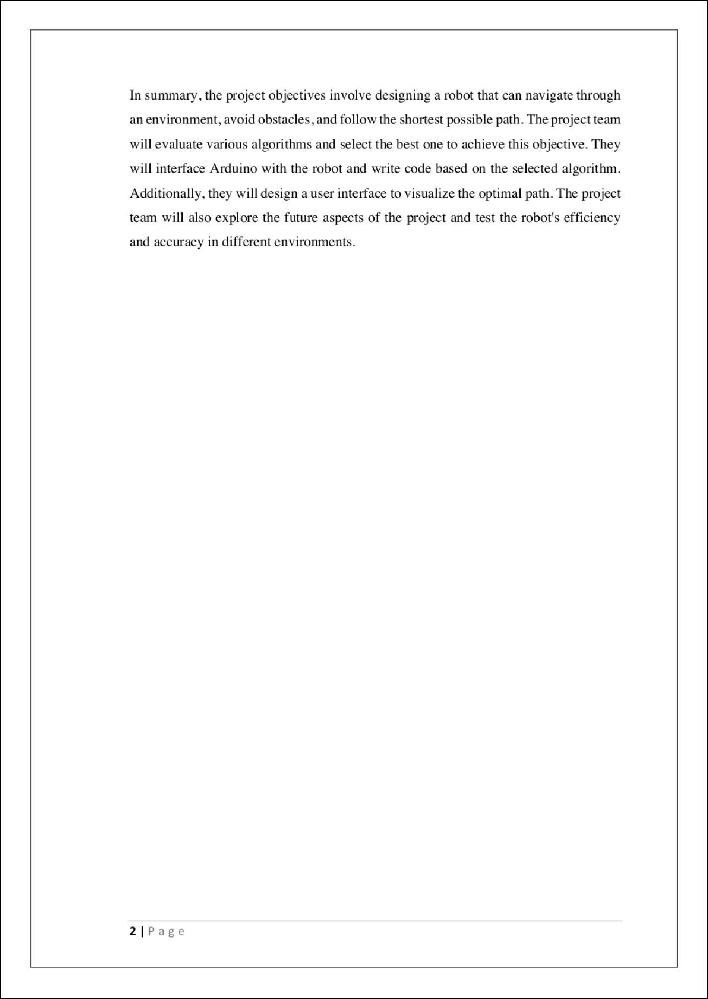 In summary, the project objectives involve designing a robot that can navigate through
an environment, avoid obstacles, and follow the shortest possible path. The project team
will evaluate various algorithms and select the best one to achieve this objective. They
will interface Arduino with the robot and write code based on the selected algorithm.
Additionally, they will design a user interface to visualize the optimal path. The project
team will also explore the future aspects of the project and test the robot's efficiency
and accuracy in different environments.
2 | Page